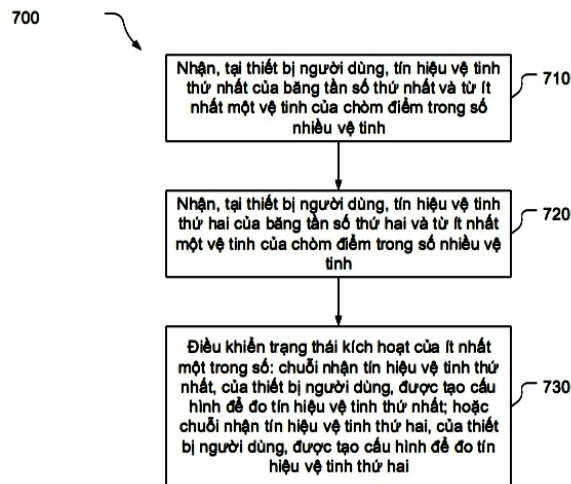 700
Nhận, tại thiết bị người dùng, tín hiệu vệ tinh
thứ nhất của băng tần số thứ nhất và từ ít
nhất một vệ tinh của chòm điểm trong số
nhiều vệ tinh
710
Nhận, tại thiết bị người dùng, tín hiệu vệ tinh
thứ hai của băng tần số thứ hai và từ ít nhất
một vệ tinh của chòm điểm trong số nhiều vệ
tinh
720
Điều khiển trạng thái kích hoạt của ít nhất
một trong số: chuỗi nhận tín hiệu vệ tinh thứ
nhất, của thiết bị người dùng, được tạo cấu
hình để đo tín hiệu vệ tinh thứ nhất; hoặc
chuỗi nhận tín hiệu vệ tinh thứ hai, của thiết
bị người dùng, được tạo cấu hình để đo tín
hiệu vệ tinh thứ hai
730